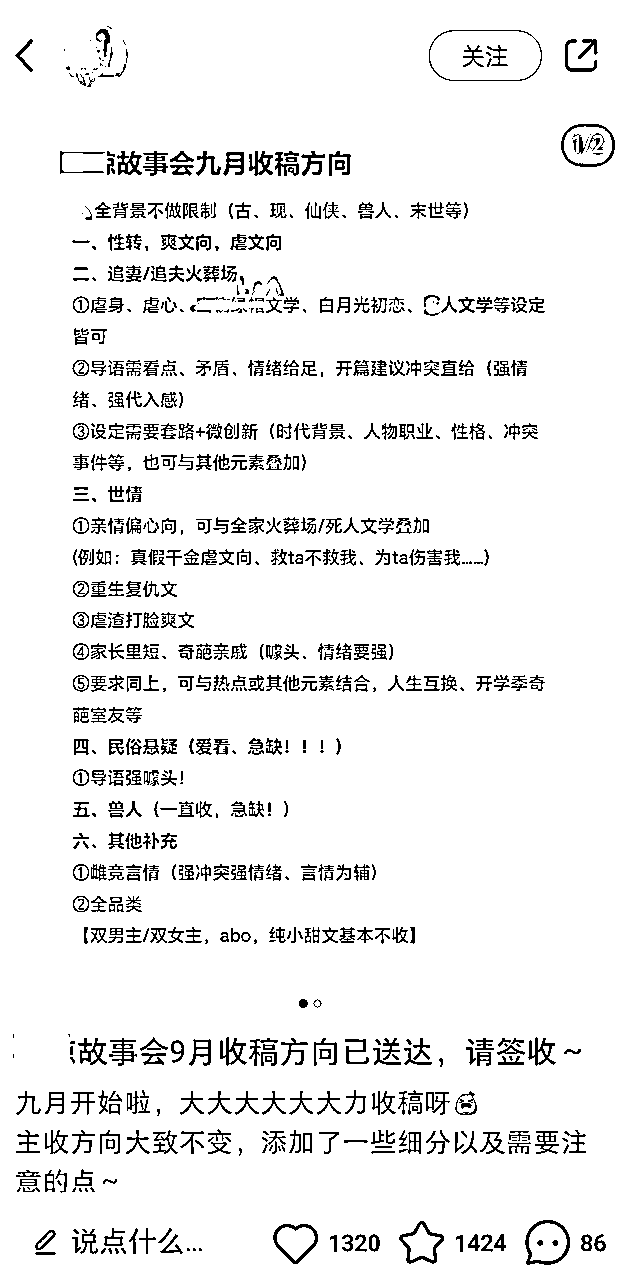 关注
1/2
故事会九月收稿方向
全背景不做限制（古、现、仙侠、兽人、末世等）
一、性转，爽文向，虐文向
二、追妻/追夫火葬场
①虐身、虐心、文学、白月光初恋、人文学等设定
皆可
②导语需看点、矛盾、情绪给足，开篇建议冲突直给（强情
绪、强代入感）
③设定需要套路+微创新（时代背景、人物职业、性格、冲突
事件等，也可与其他元素叠加）
三、世情
①亲情偏心向，可与全家火葬场/死人文学叠加
(例如：真假千金虐文向、救ta不救我、为ta伤害我......)
②重生复仇文
③虐渣打脸爽文
④家长里短、奇葩亲戚（噱头、情绪要强）
⑤要求同上，可与热点或其他元素结合，人生互换、开学季奇
葩室友等
四、民俗悬疑（爱看、急缺！！！）
①导语强噱头！
五、兽人（一直收，急缺！）
六、其他补充
①雌竞言情（强冲突强情绪、言情为辅）
②全品类
【双男主/双女主，abo，纯小甜文基本不收】
故事会9月收稿方向已送达，请签收～
九月开始啦，大大大大大大力收稿呀
主收方向大致不变，添加了一些细分以及需要注
意的点～
说点什么...
1320
1424
86